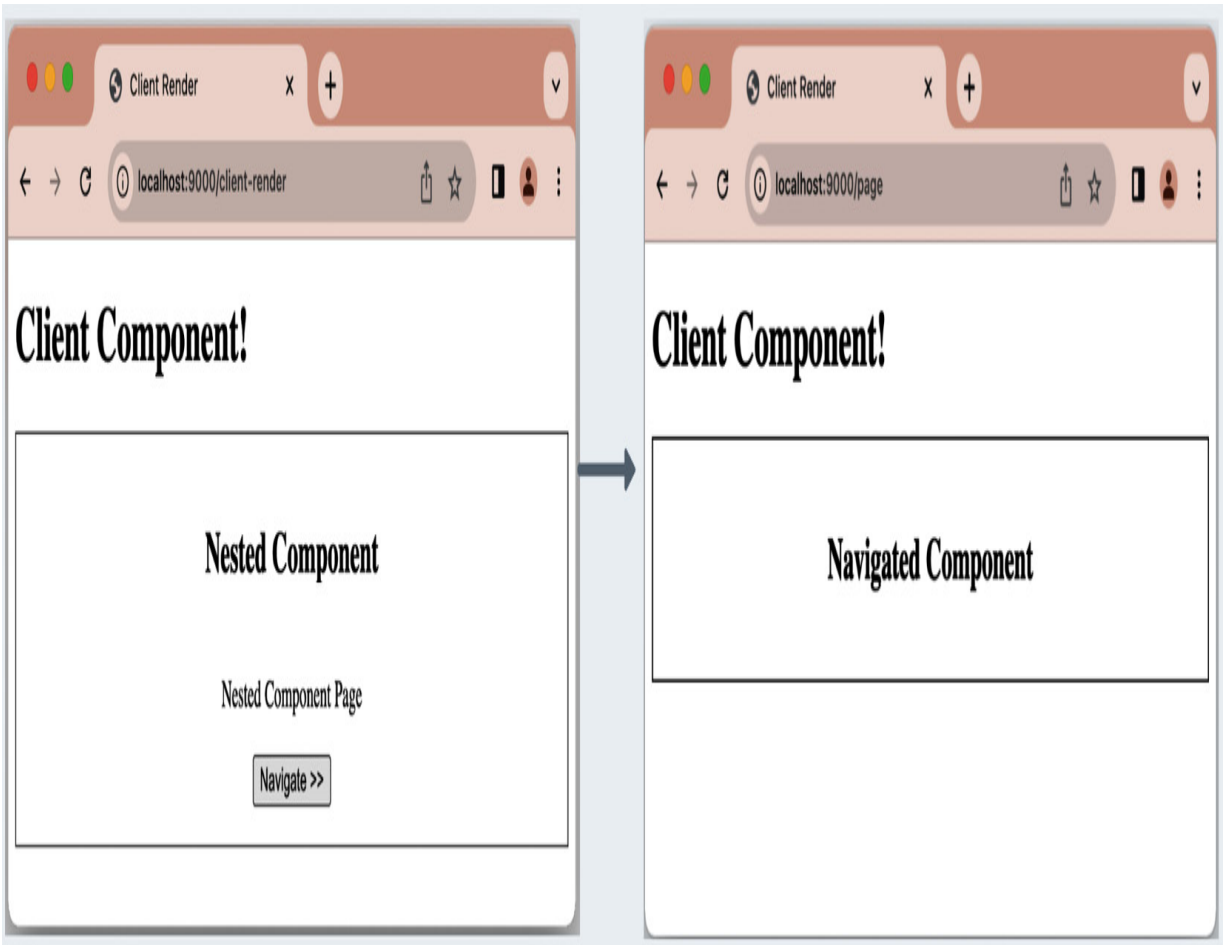 Client Render
localhost:9000/client-render
Client Component!
Nested Component
Nested Component Page
Navigate >>
Client Render
localhost:9000/page
Client Component!
Navigated Component